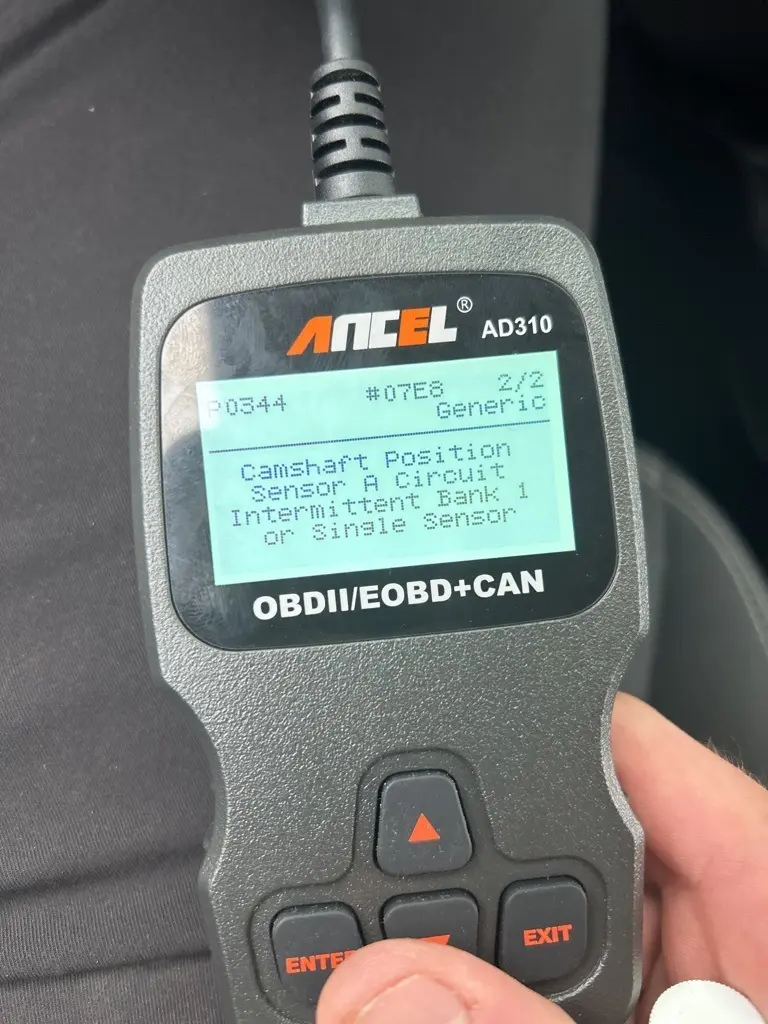 ANCEL® AD310
P0344 #07E8 2/2
Generic
Camshaft Position
Sensor A Circuit
Intermittent Bank 1
or Single Sensor
OBDII/EOBD+CAN
ENTER
EXIT